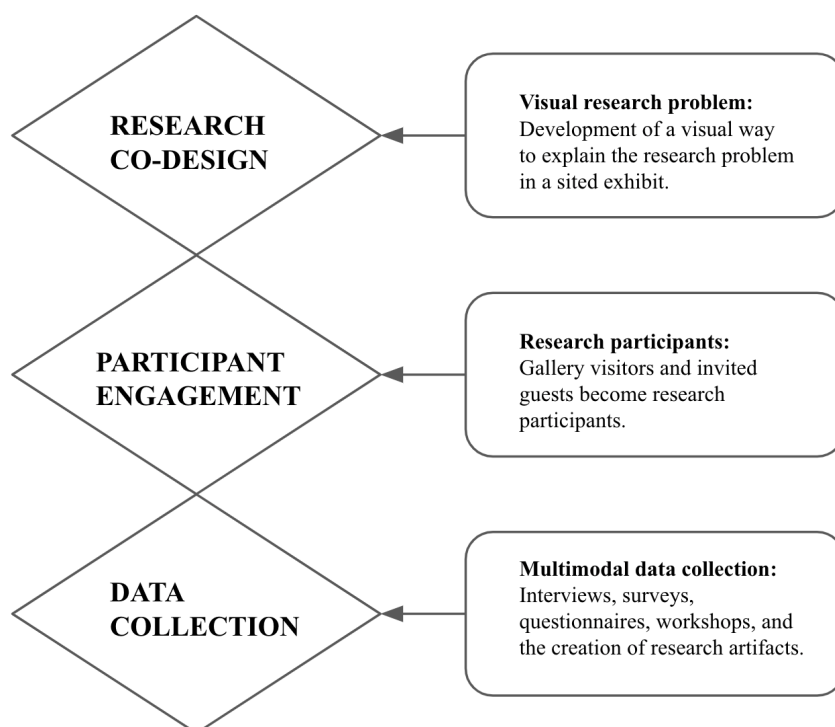 RESEARCH
CO-DESIGN
Visual research problem:
Development of a visual way
to explain the research problem
in a sited exhibit.
PARTICIPANT
ENGAGEMENT
Research participants:
Gallery visitors and invited
guests become research
participants.
DATA
COLLECTION
Multimodal data collection:
Interviews, surveys,
questionnaires, workshops, and
the creation of research artifacts.